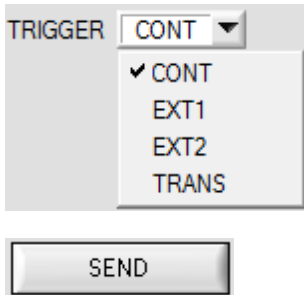 TRIGGER CONT
CONT
EXT1
EXT2
TRANS
SEND